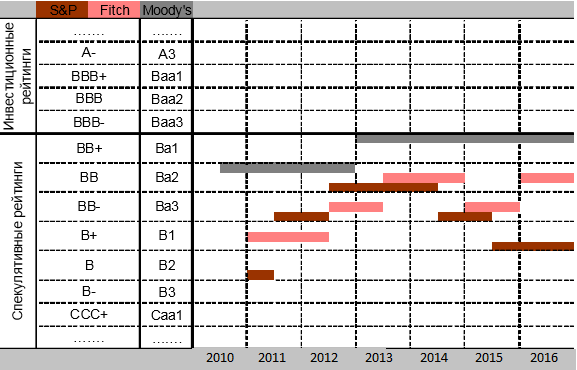 S&P Fitch Moody's
Инвестиционные рейтинги
....... .......
A- A3
BBB+ Baa1
BBB Baa2
BBB- Baa3
Спекулятивные рейтинги
BB+ Ba1
BB Ba2
BB- Ba3
B+ B1
B B2
B- B3
CCC+ Caa1
....... .......
2010 2011 2012 2013 2014 2015 2016